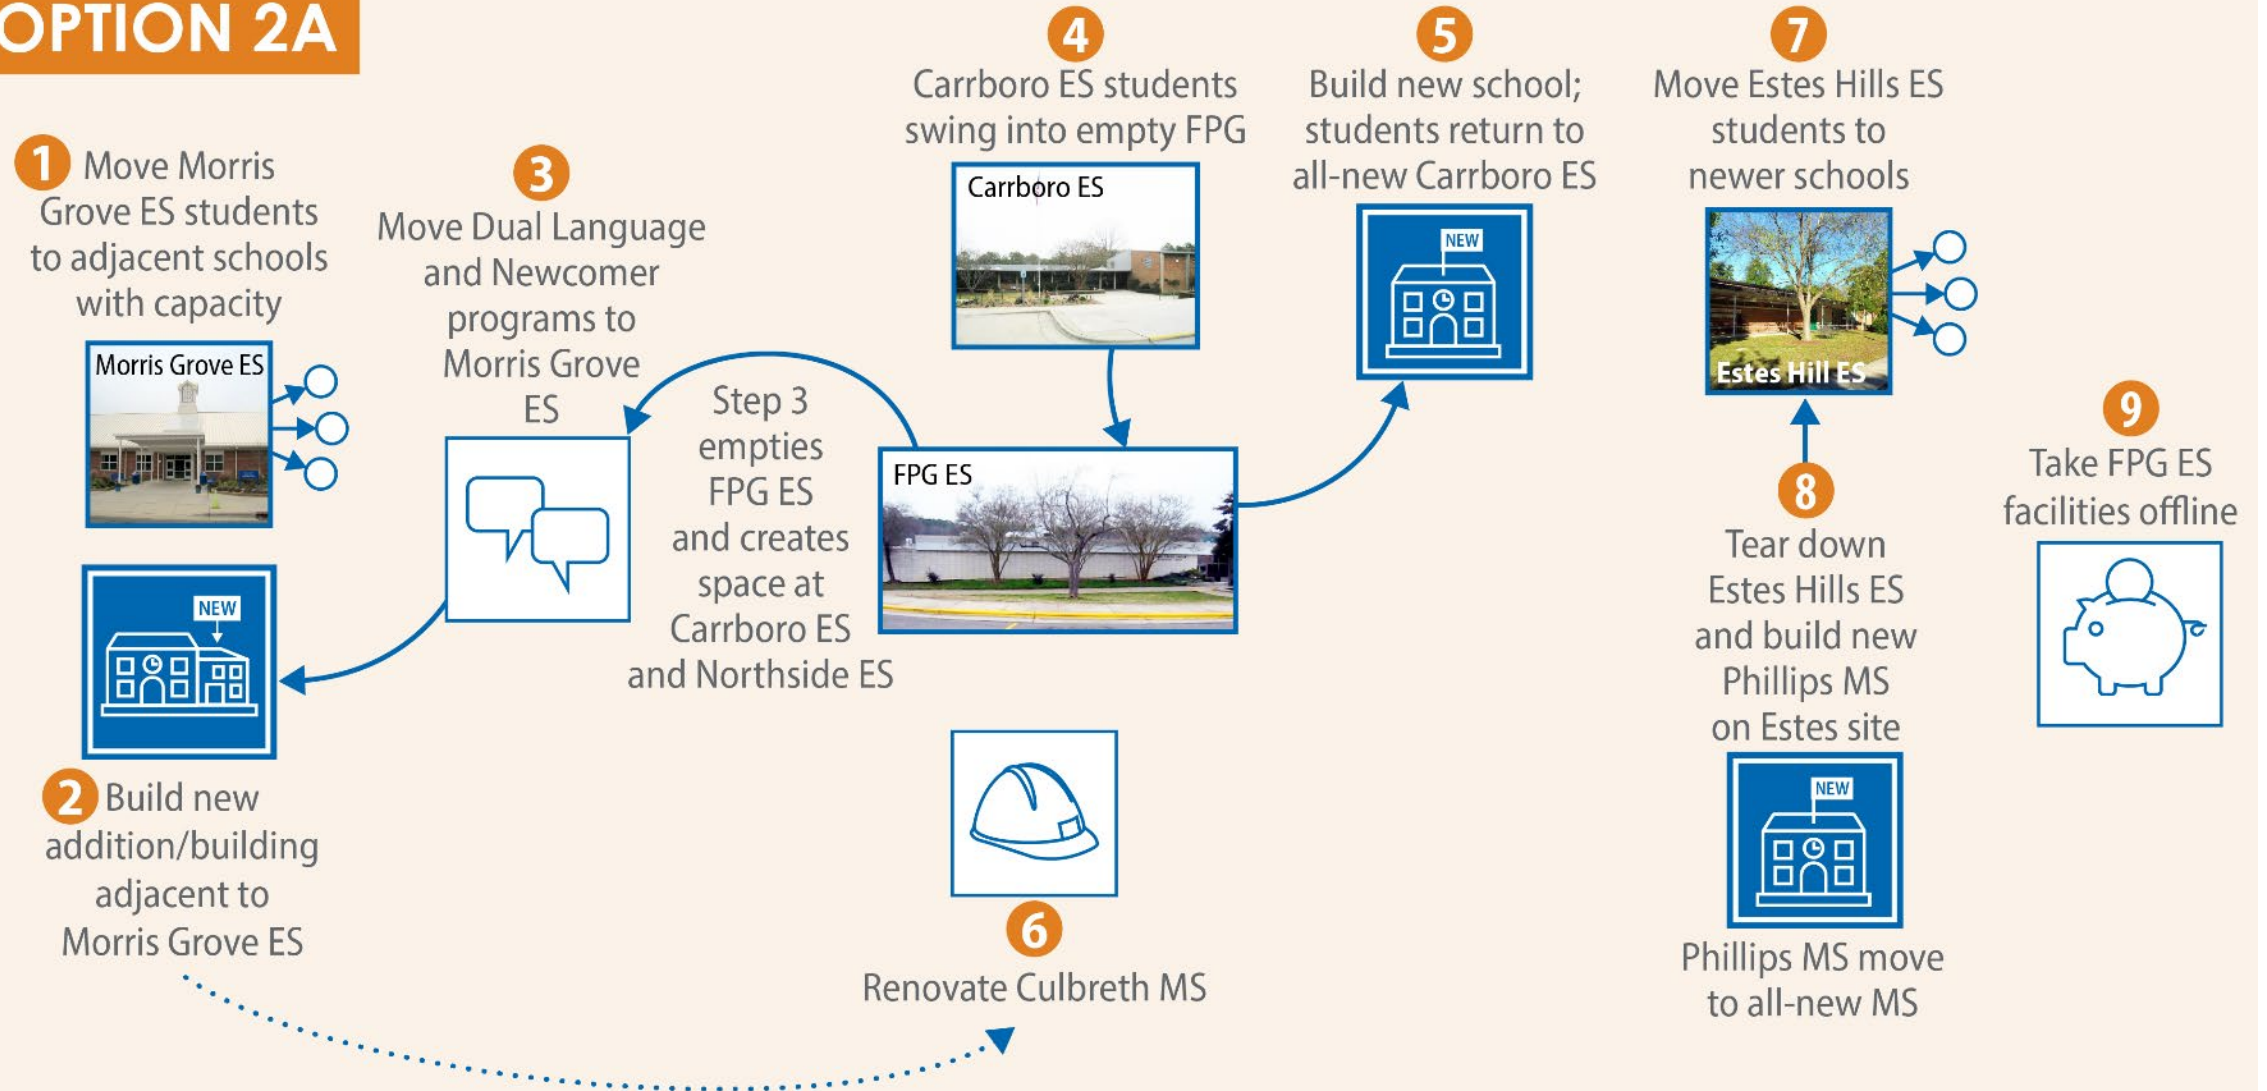 OPTION 2A
1 Move Morris
Grove ES students
to adjacent schools
with capacity
Morris Grove ES
NEW
2 Build new
addition/building
adjacent to
Morris Grove ES
3
Move Dual Language
and Newcomer
programs to
Morris Grove
ES
Step 3
empties
FPG ES
and creates
space at
Carrboro ES
and Northside ES
4
Carrboro ES students
swing into empty FPG
Carrboro ES
FPG ES
5
Build new school;
students return to
all-new Carrboro ES
NEW
6
Renovate Culbreth MS
7
Move Estes Hills ES
students to
newer schools
Estes Hill ES
8
Tear down
Estes Hills ES
and build new
Phillips MS
on Estes site
NEW
Phillips MS move
to all-new MS
9
Take FPG ES
facilities offline